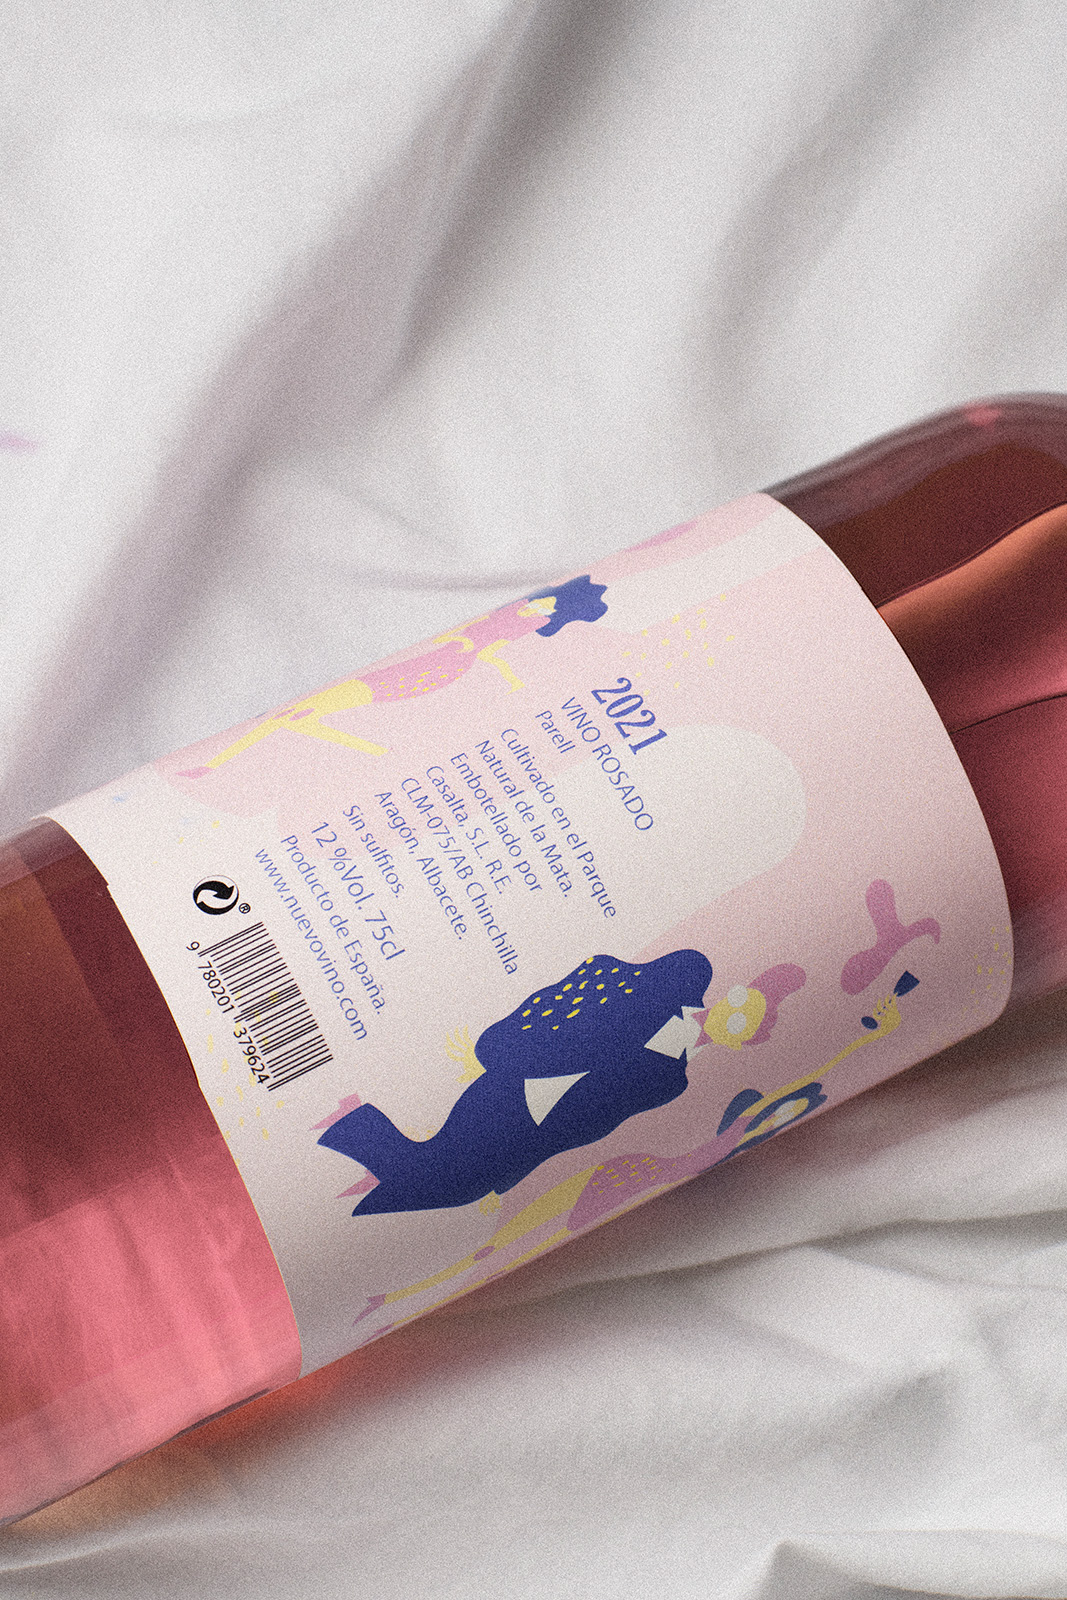 2021
VINO ROSADO
Parell
Cultivado en el Parque
Natural de la Mata.
Embotellado por
Casalta, S.L. R.E.
CLM-075/AB Chinchilla
Aragón, Albacete.
Sin sulfitos.
12 %Vol. 75cl
Producto de España.
www.nuevovino.com
®
9 780201 379624